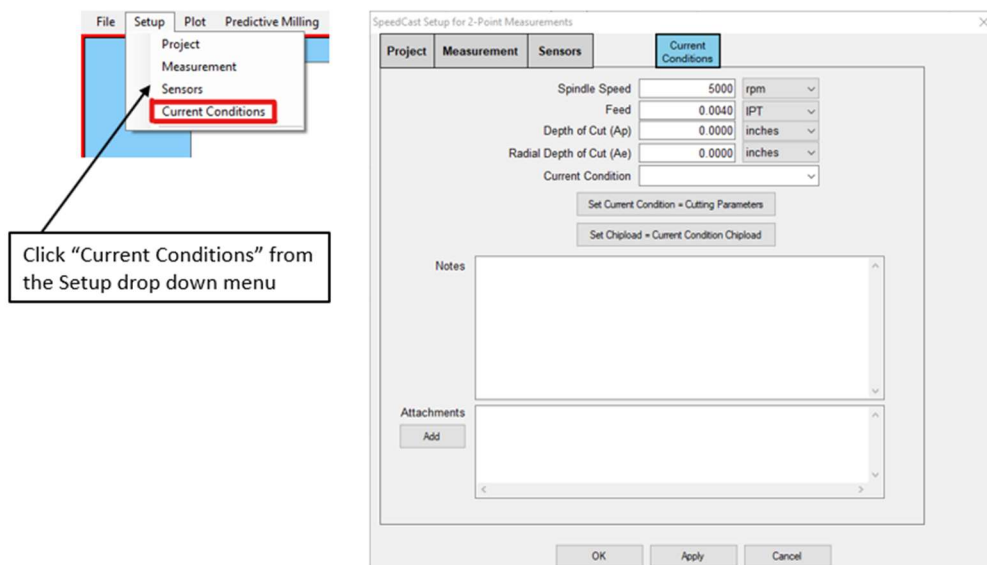 File Setup Plot Predictive Milling
Project
Measurement
Sensors
Current Conditions
Click “Current Conditions” from
the Setup drop down menu
SpeedCast Setup for 2-Point Measurements
Project Measurement Sensors Current
Conditions
Spindle Speed 5000 rpm
Feed 0.0040 IPT
Depth of Cut (Ap) 0.0000 inches
Radial Depth of Cut (Ae) 0.0000 inches
Current Condition
Set Current Condition = Cutting Parameters
Set Chipload = Current Condition Chipload
Notes
Attachments
Add
OK Apply Cancel